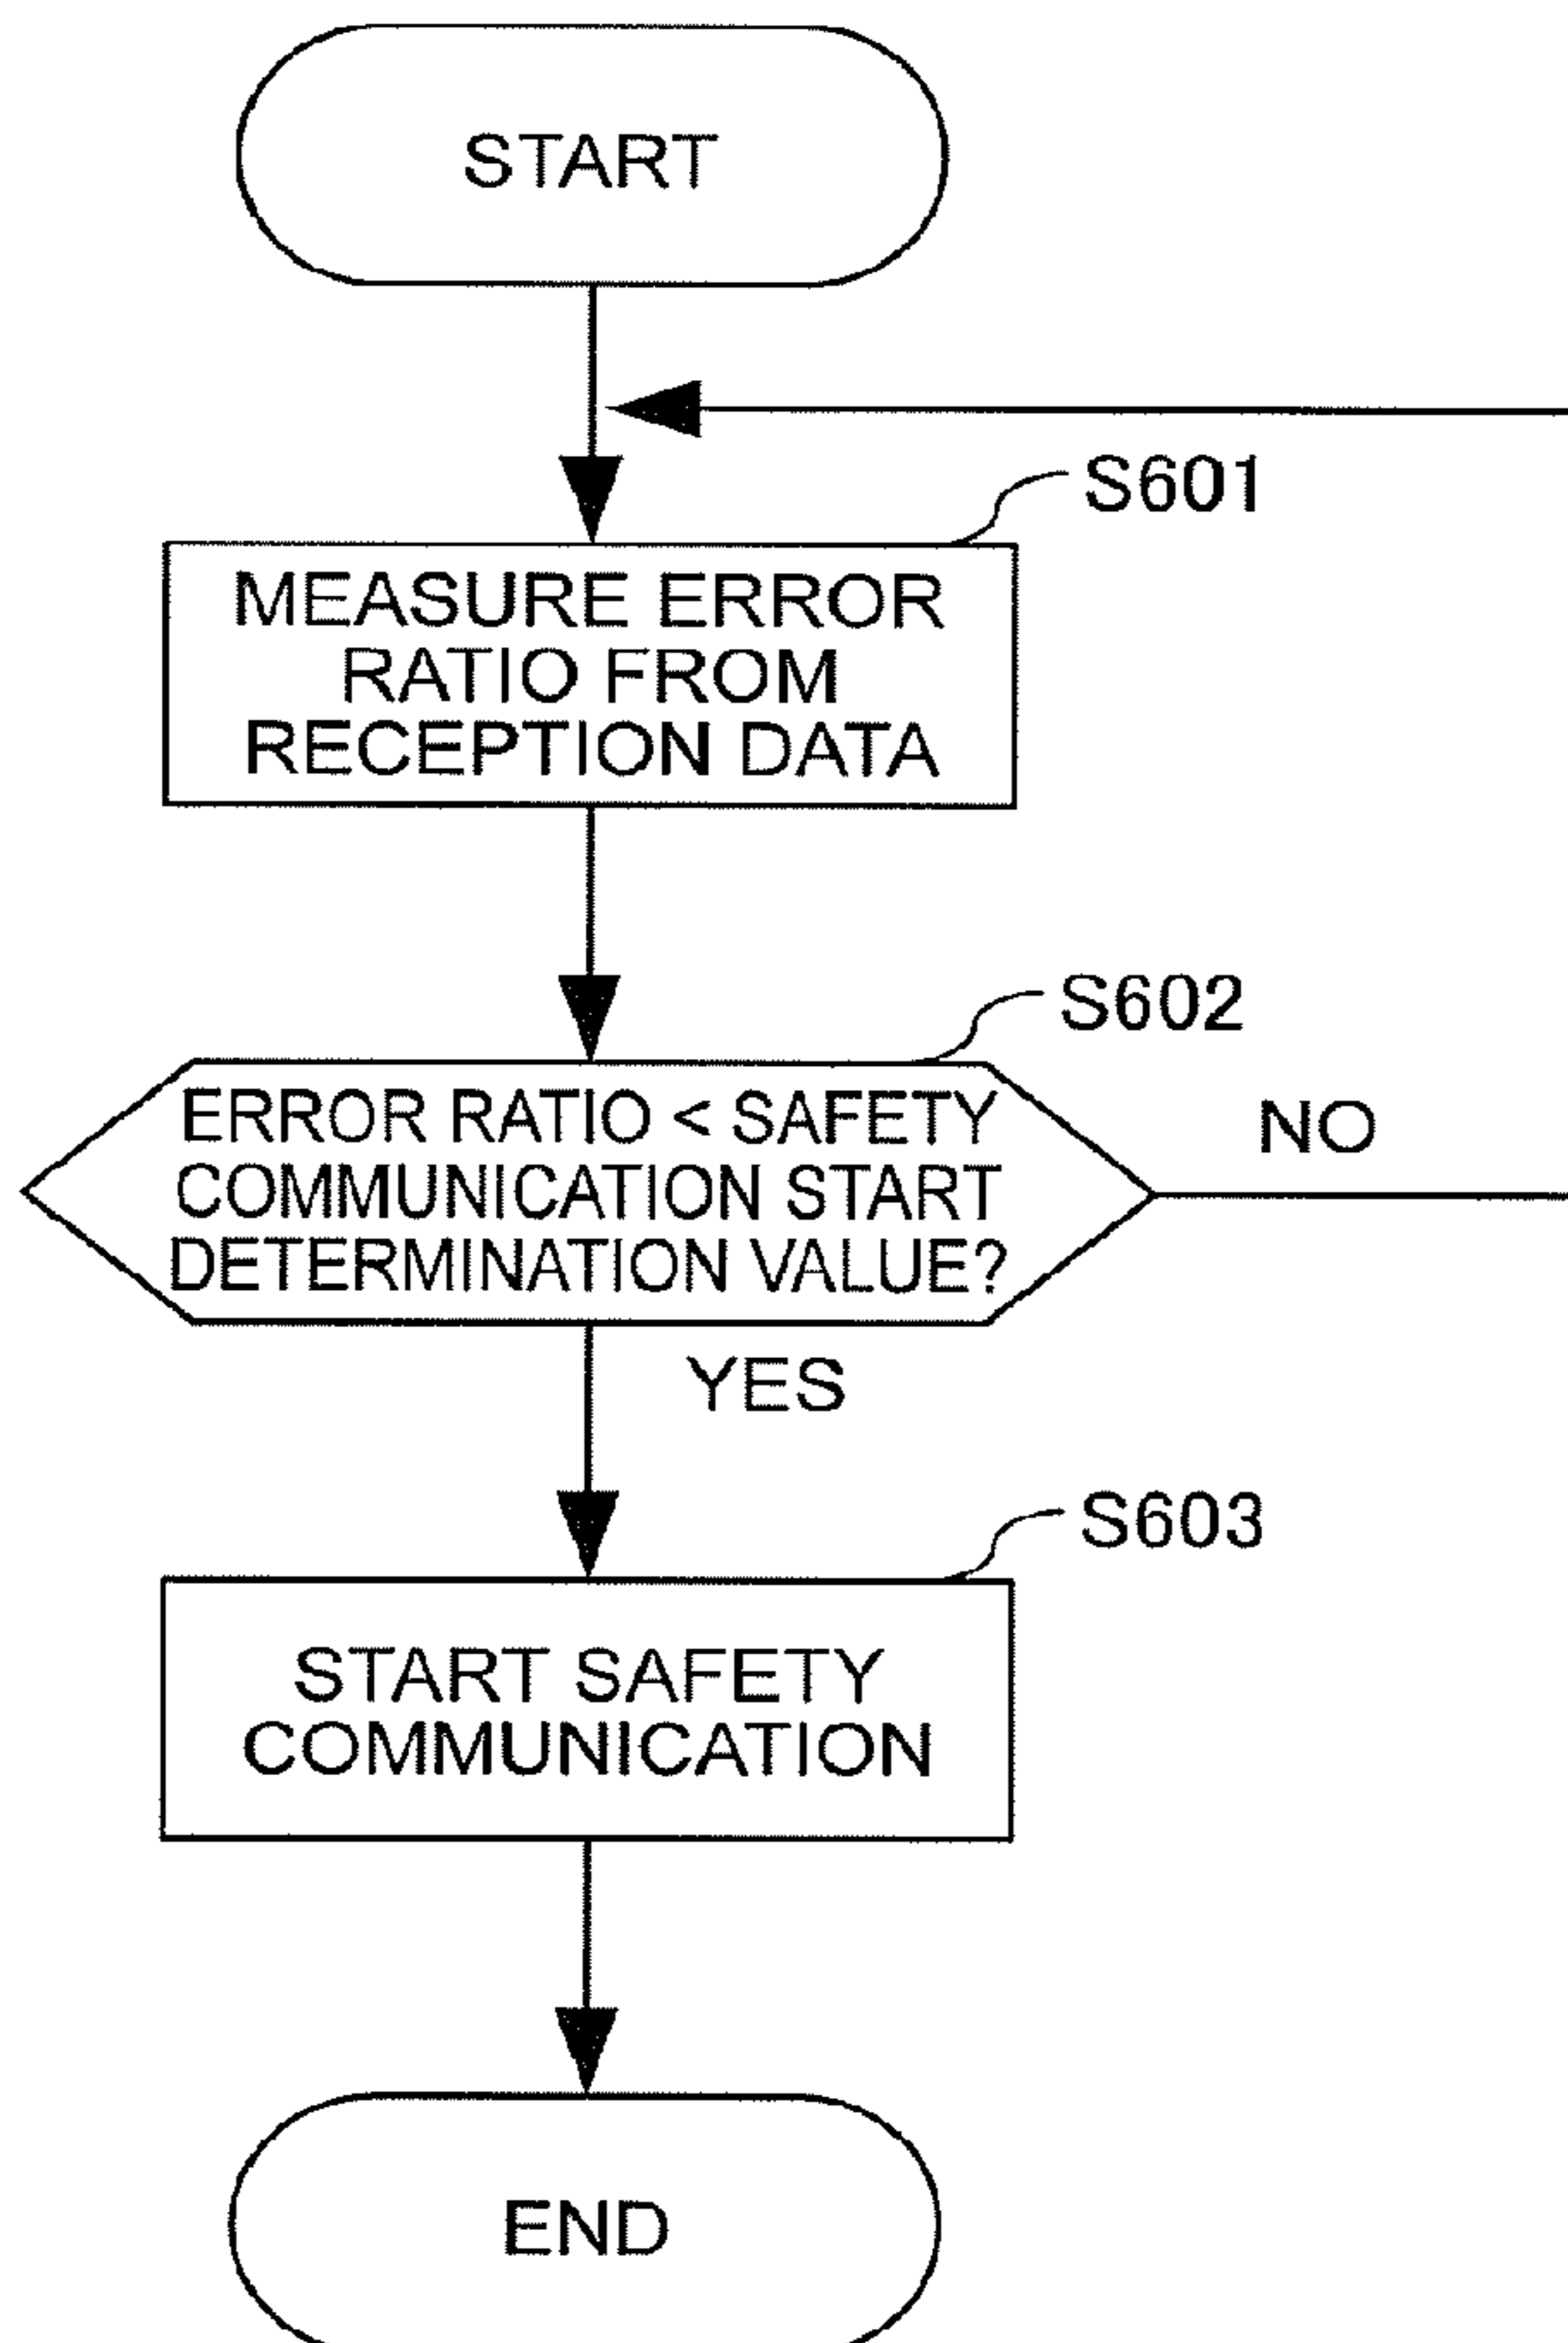 START
S601
MEASURE ERROR
RATIO FROM
RECEPTION DATA
S602
ERROR RATIO < SAFETY
COMMUNICATION START
DETERMINATION VALUE?
NO
YES
S603
START SAFETY
COMMUNICATION
END